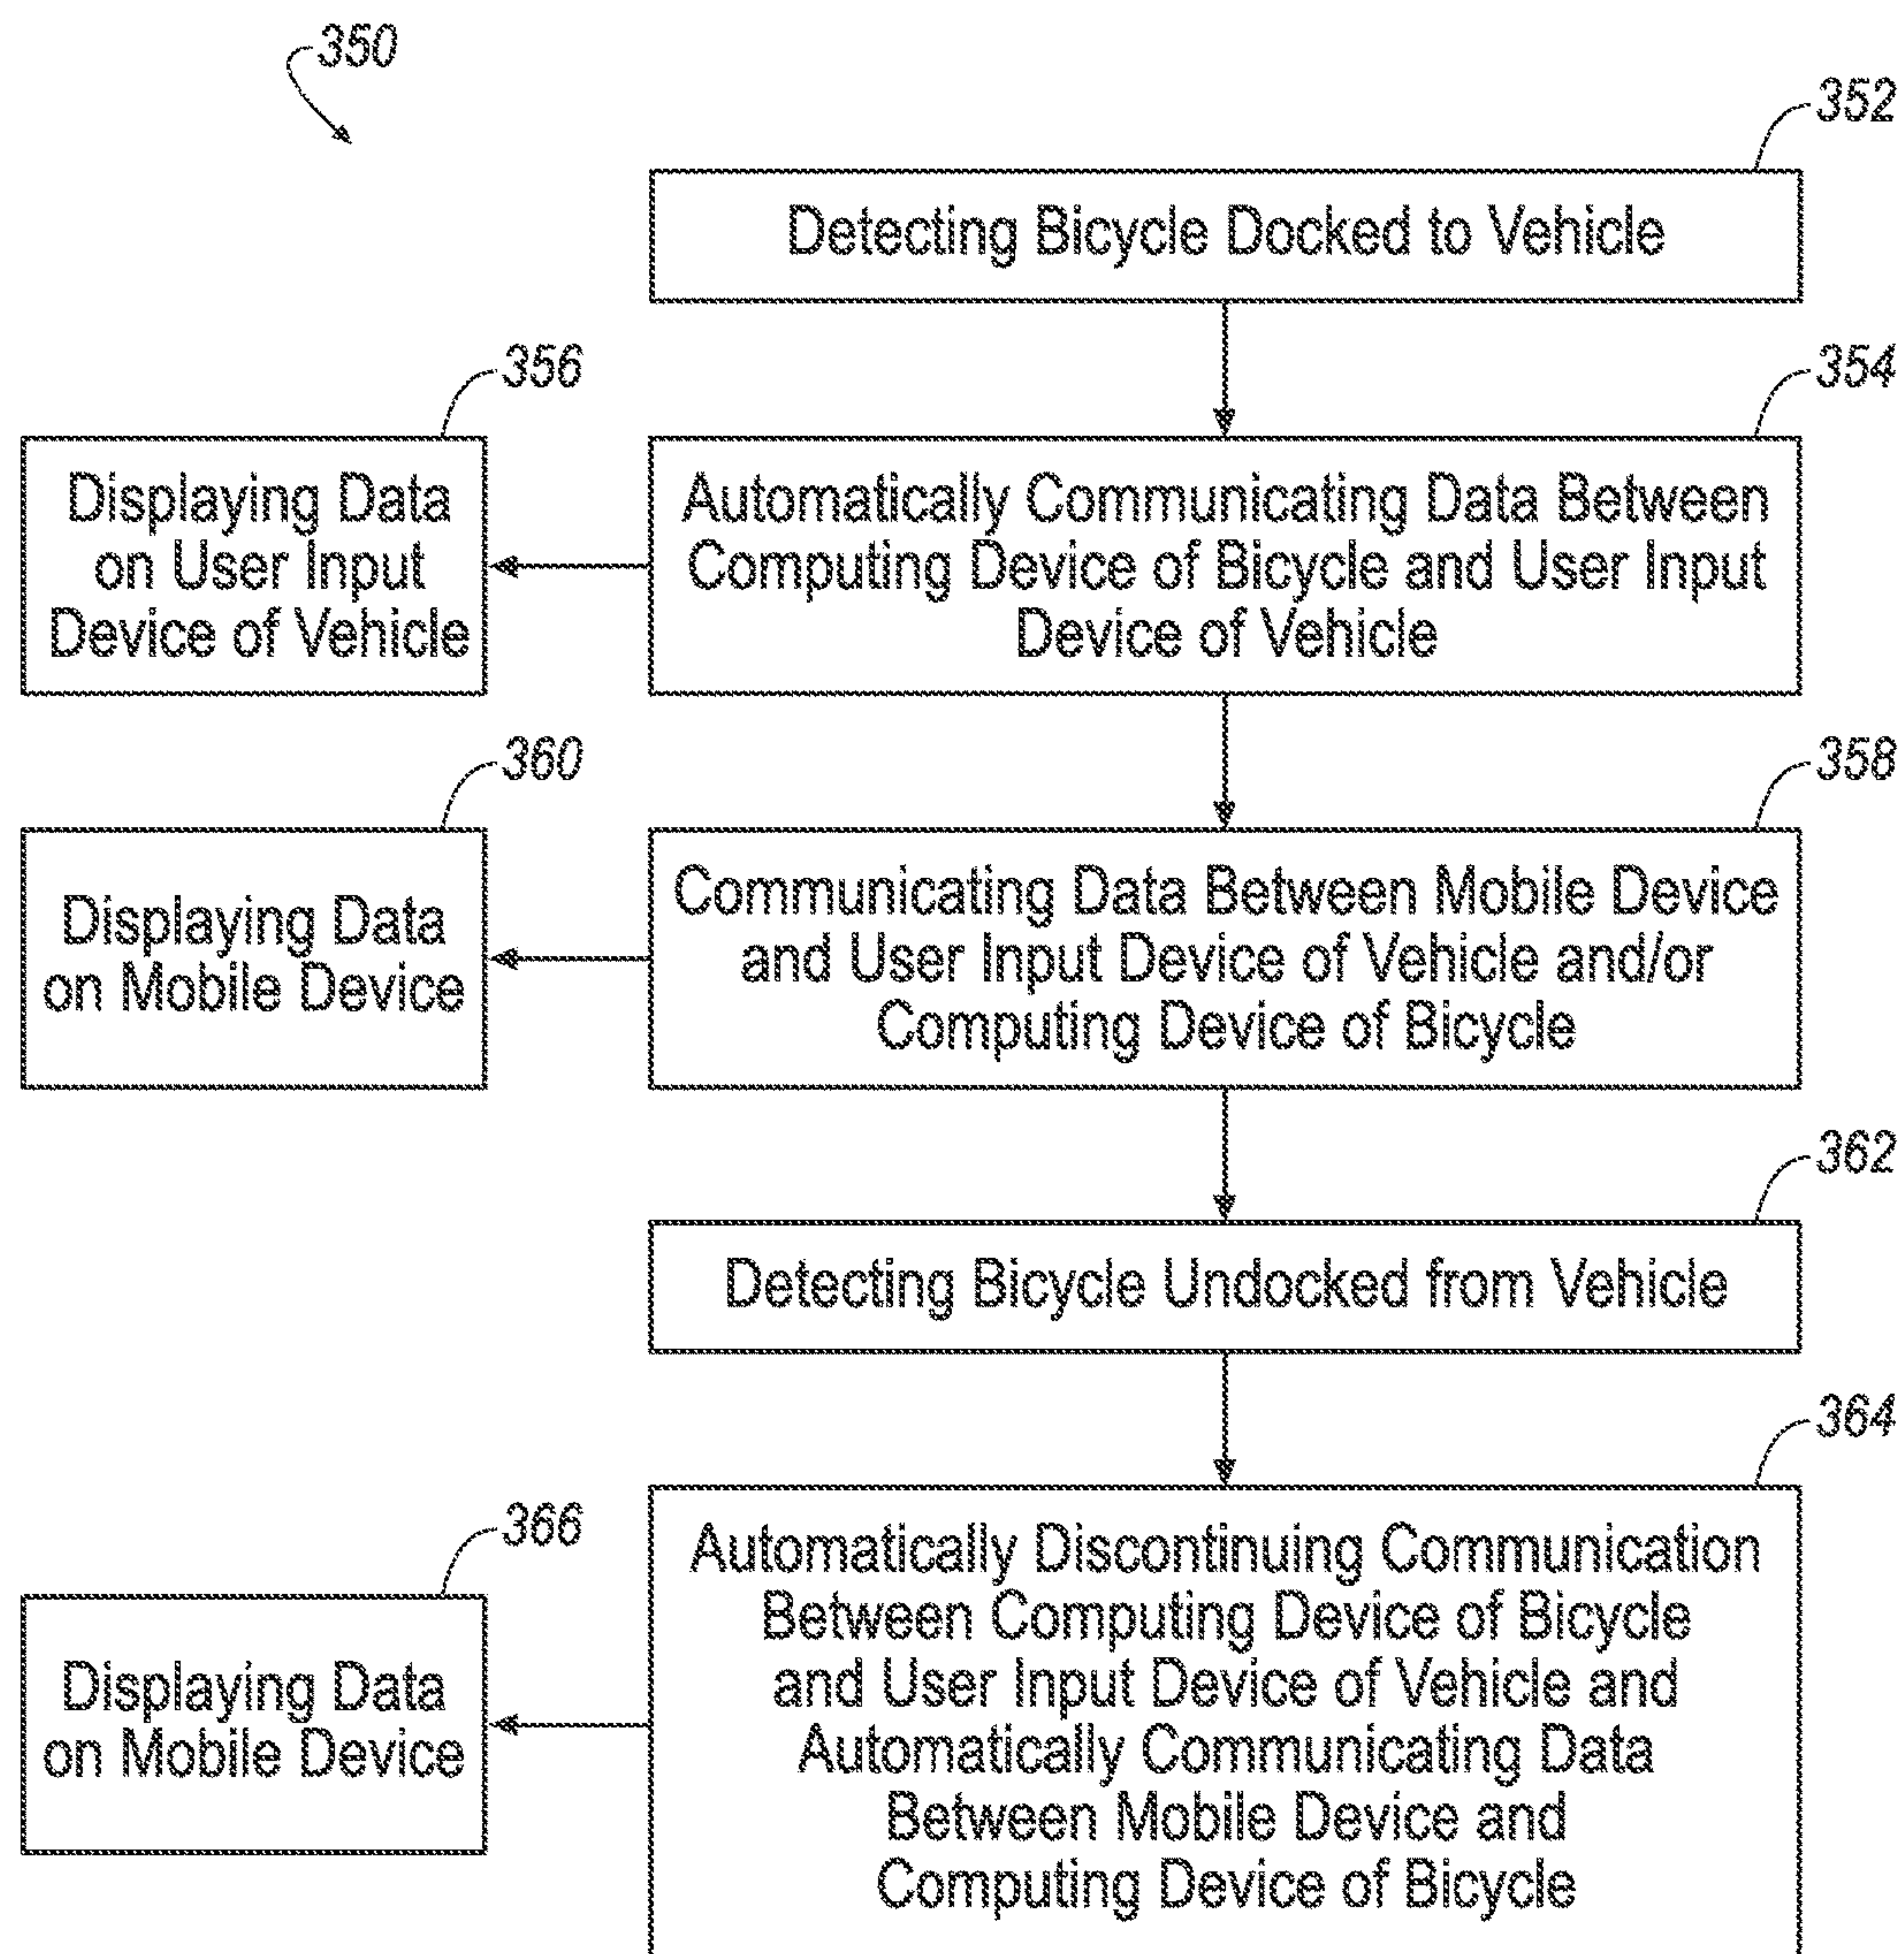 350
352
Detecting Bicycle Docked to Vehicle
356
354
Displaying Data
on User Input
Device of Vehicle
Automatically Communicating Data Between
Computing Device of Bicycle and User Input
Device of Vehicle
360
358
Displaying Data
on Mobile Device
Communicating Data Between Mobile Device
and User Input Device of Vehicle and/or
Computing Device of Bicycle
362
Detecting Bicycle Undocked from Vehicle
364
366
Displaying Data
on Mobile Device
Automatically Discontinuing Communication
Between Computing Device of Bicycle
and User Input Device of Vehicle and
Automatically Communicating Data
Between Mobile Device and
Computing Device of Bicycle